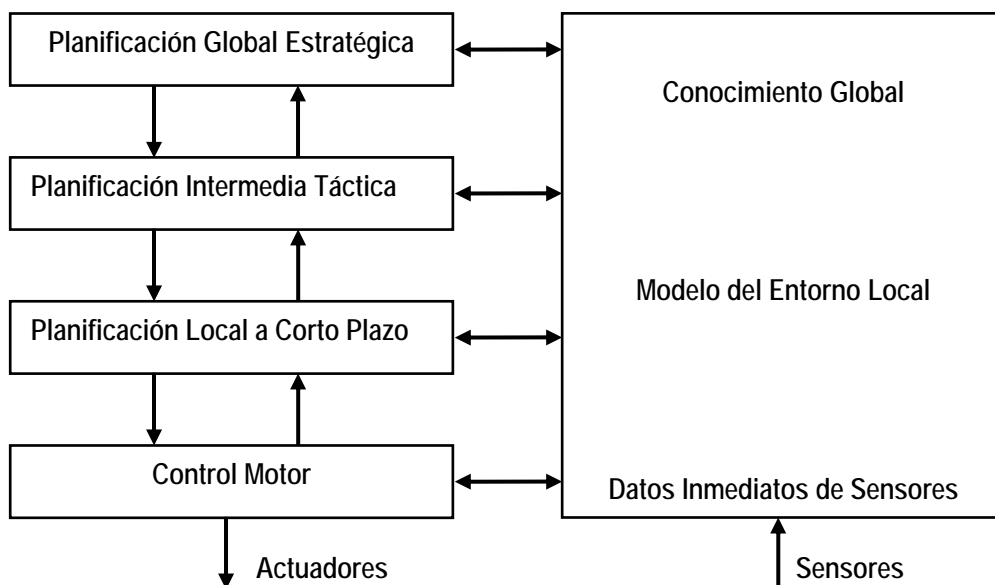 Planificación Global Estratégica
Conocimiento Global
Planificación Intermedia Táctica
Modelo del Entorno Local
Planificación Local a Corto Plazo
Control Motor
Datos Inmediatos de Sensores
Actuadores
Sensores